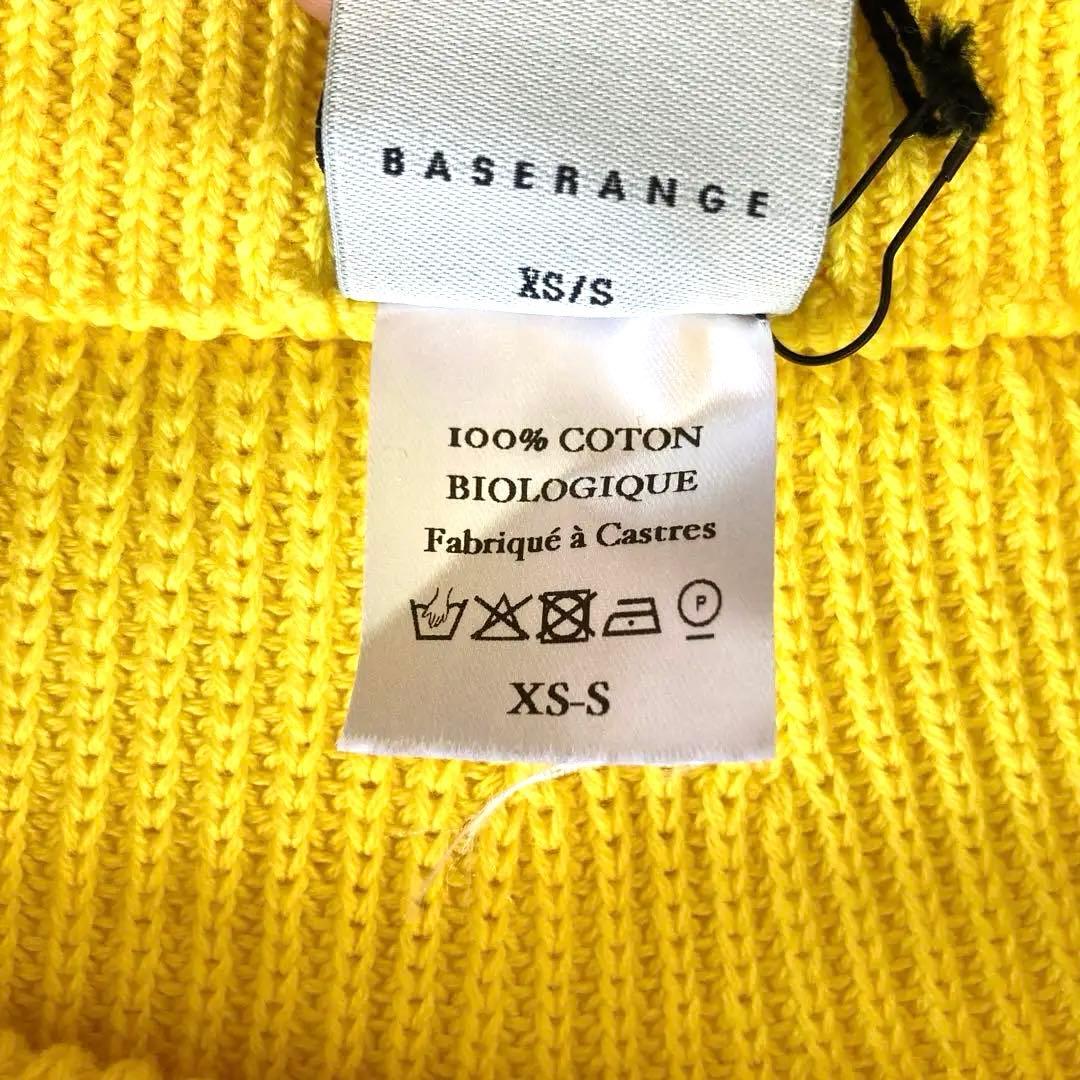 BASERANGE
XS/S
100% COTON
BIOLOGIQUE
Fabriqué à Castres
P
XS-S